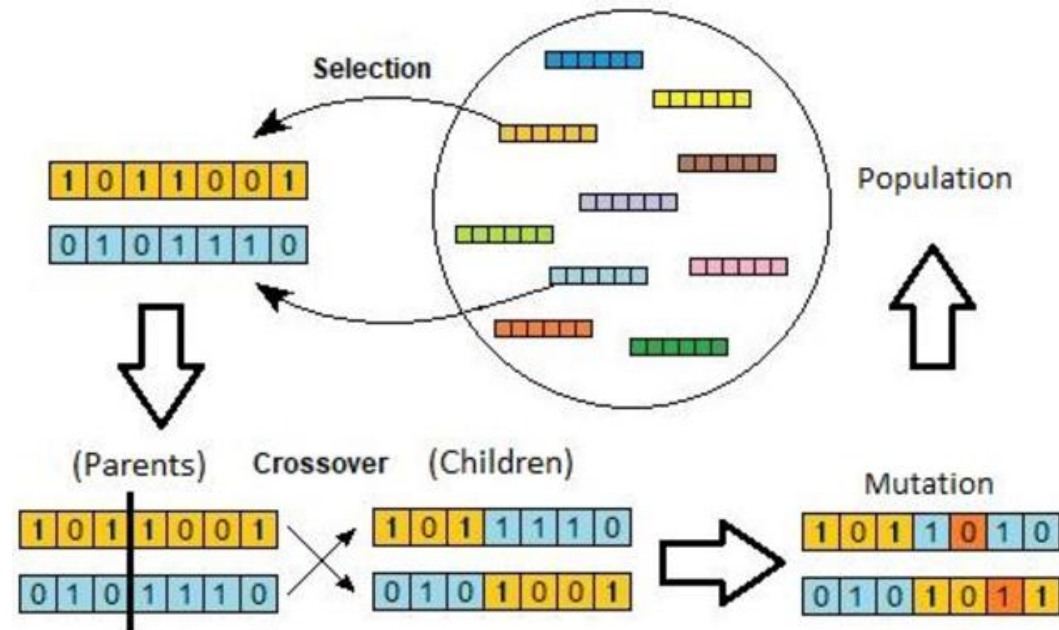 Selection
1 0 1 1 0 0 1
0 1 0 1 1 1 0
Population
(Parents) Crossover (Children)
Mutation
1 0 1 1 0 0 1
1 0 1 1 1 1 0
1 0 1 1 0 1 0
0 1 0 1 1 1 0
0 1 0 1 0 0 1
0 1 0 1 0 1 1